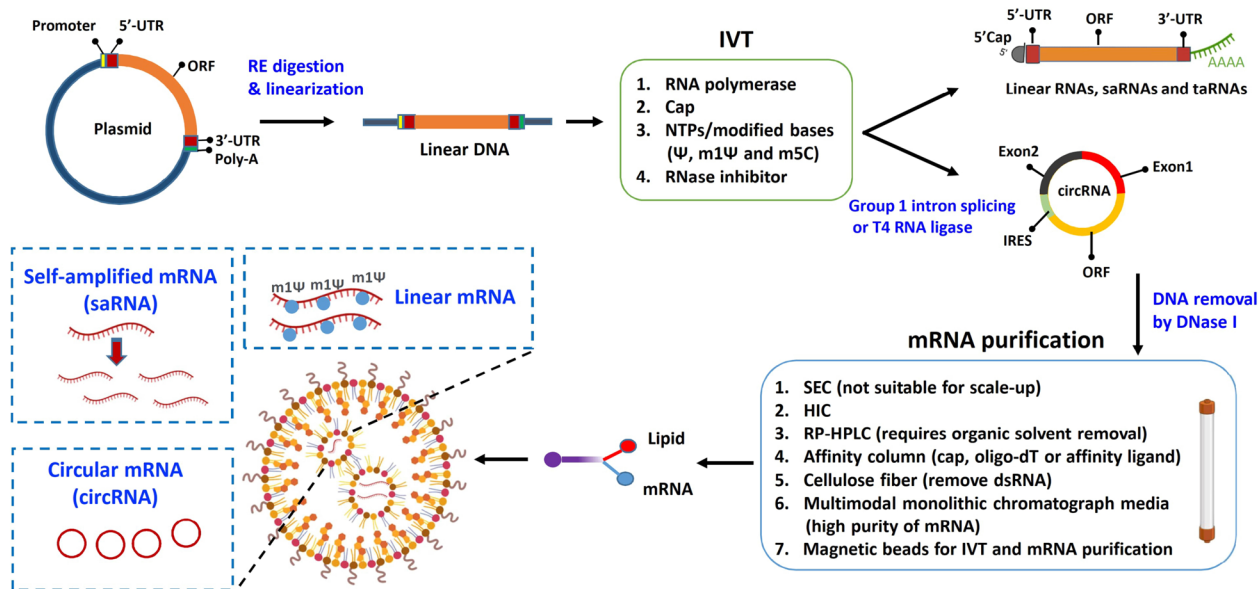 Promoter
5’-UTR
ORF
Plasmid
3’-UTR
Poly-A
RE digestion
& linearization
Linear DNA
IVT
1. RNA polymerase
2. Cap
3. NTPs/modified bases
(Ψ, m1Ψ and m5C)
4. RNase inhibitor
5’-UTR
ORF
3’-UTR
5’Cap
5'
AAAA
Linear RNAs, saRNAs and taRNAs
Group 1 intron splicing
or T4 RNA ligase
Exon2
Exon1
circRNA
IRES
ORF
DNA removal
by DNase I
mRNA purification
1. SEC (not suitable for scale-up)
2. HIC
3. RP-HPLC (requires organic solvent removal)
4. Affinity column (cap, oligo-dT or affinity ligand)
5. Cellulose fiber (remove dsRNA)
6. Multimodal monolithic chromatograph media
(high purity of mRNA)
7. Magnetic beads for IVT and mRNA purification
Lipid
mRNA
m1Ψ m1Ψ m1Ψ
Linear mRNA
Self-amplified mRNA
(saRNA)
Circular mRNA
(circRNA)